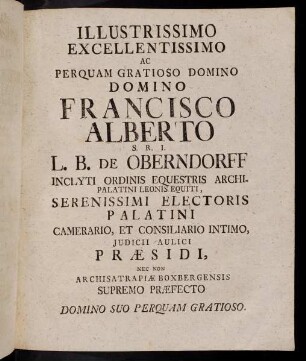 ILLUSTRISSIMO
EXCELLENTISSIMO
AC
PERQUAM GRATIOSO DOMINO
DOMINO
FRANCISCO
ALBERTO
S. R. I.
L. B. DE OBERNDORFF
INCLYTI ORDINIS EQUESTRIS ARCHI-
PALATINI LEONIS EQUITI,
SERENISSIMI ELECTORIS
PALATINI
CAMERARIO, ET CONSILIARIO INTIMO,
JUDICII AULICI
PRÆSIDI,
NEC NON
ARCHISATRAPIÆ BOXBERGENSIS
SUPREMO PRÆFECTO
DOMINO SUO PERQUAM GRATIOSO.